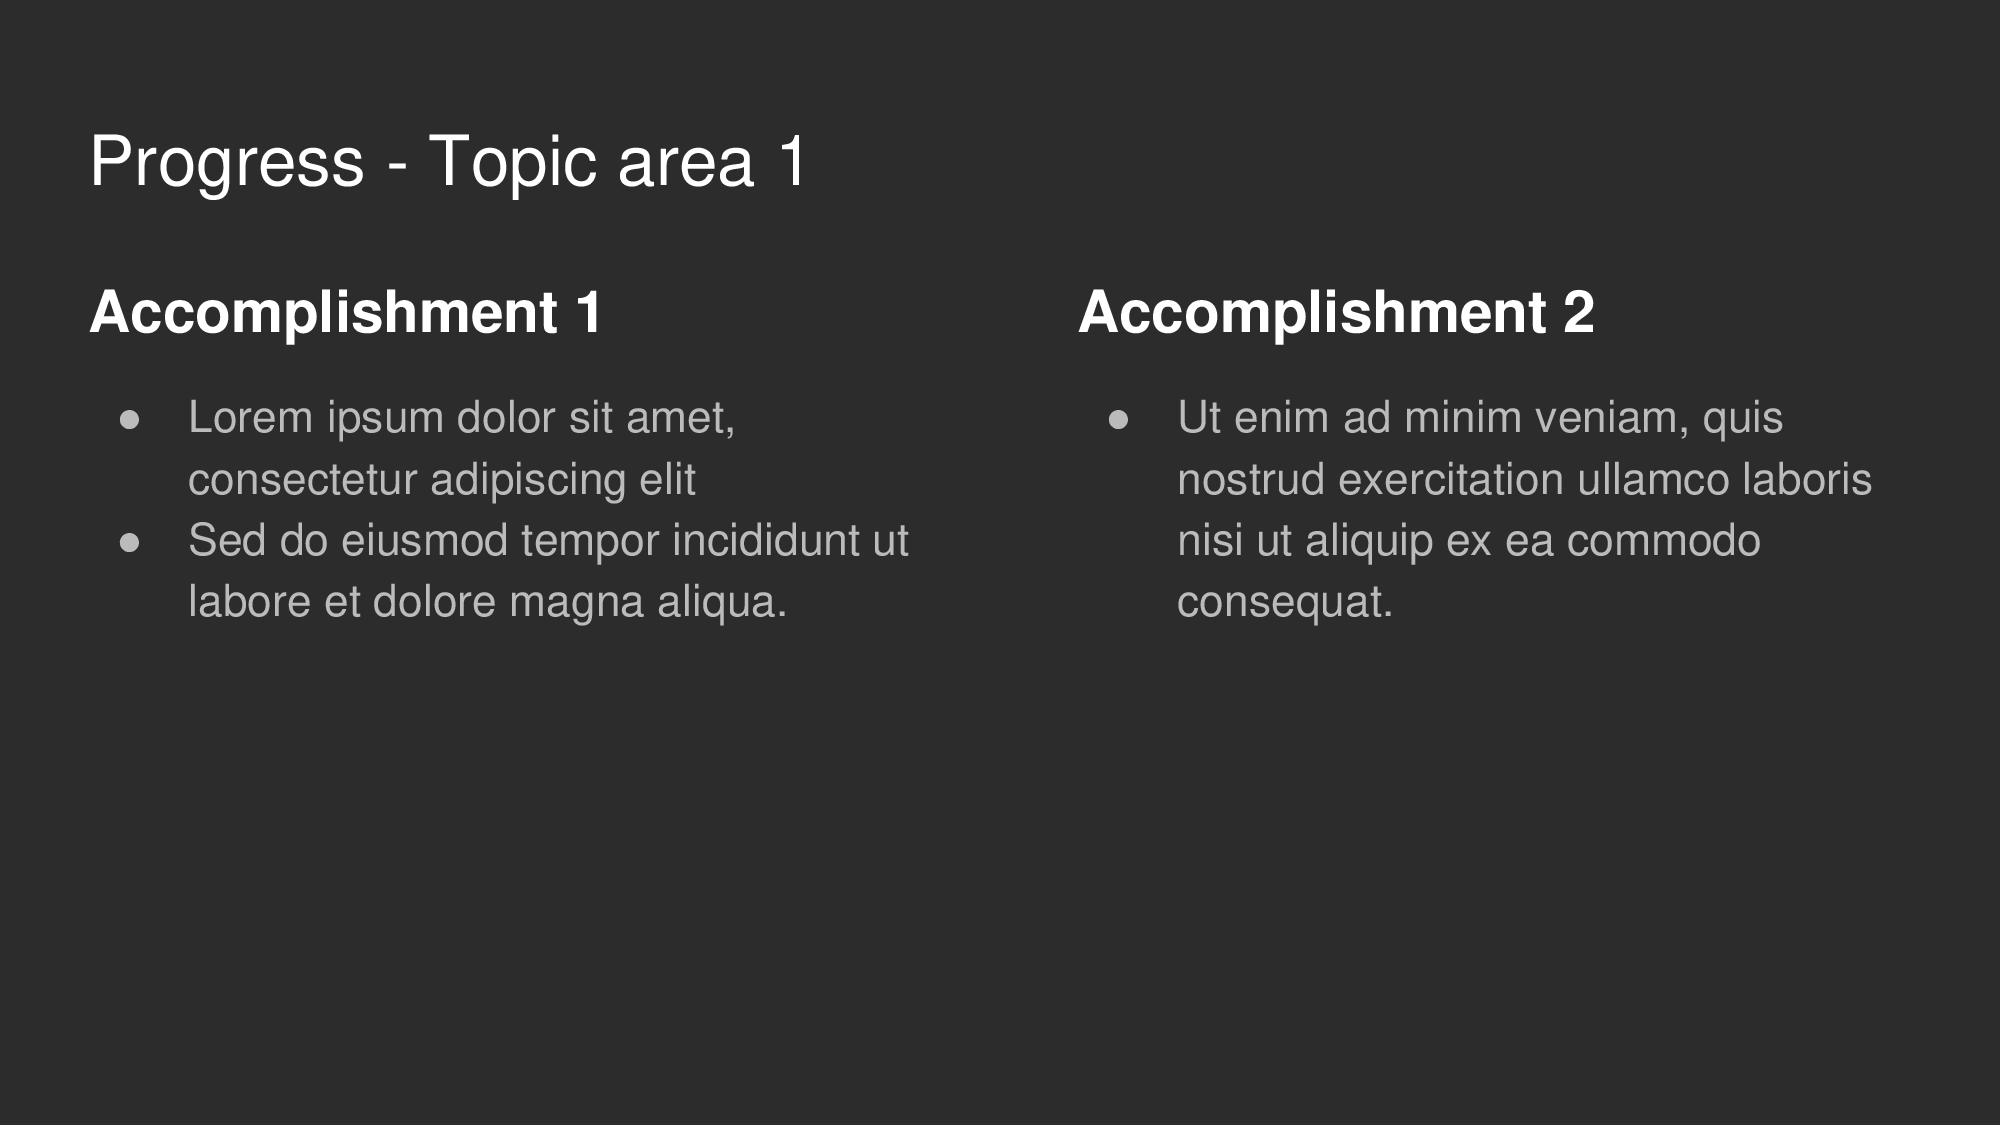 Progress - Topic area 1
Accomplishment 1
● Lorem ipsum dolor sit amet,
consectetur adipiscing elit
● Sed do eiusmod tempor incididunt ut
labore et dolore magna aliqua.
Accomplishment 2
● Ut enim ad minim veniam, quis
nostrud exercitation ullamco laboris
nisi ut aliquip ex ea commodo
consequat.